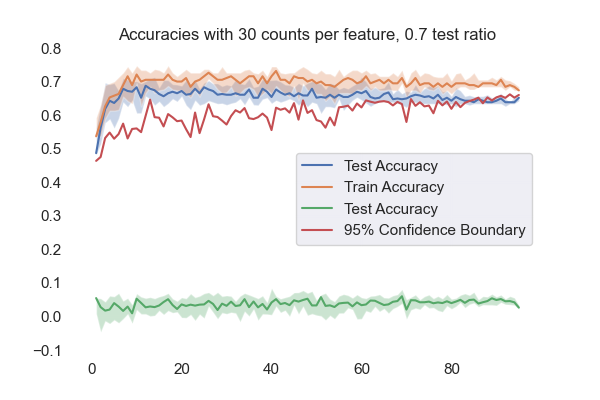 Accuracies with 30 counts per feature, 0.7 test ratio
0.8
0.7
0.6
0.5
0.4
0.3
0.2
0.1
0.0
−0.1
0 20 40 60 80
Test Accuracy
Train Accuracy
Test Accuracy
95% Confidence Boundary